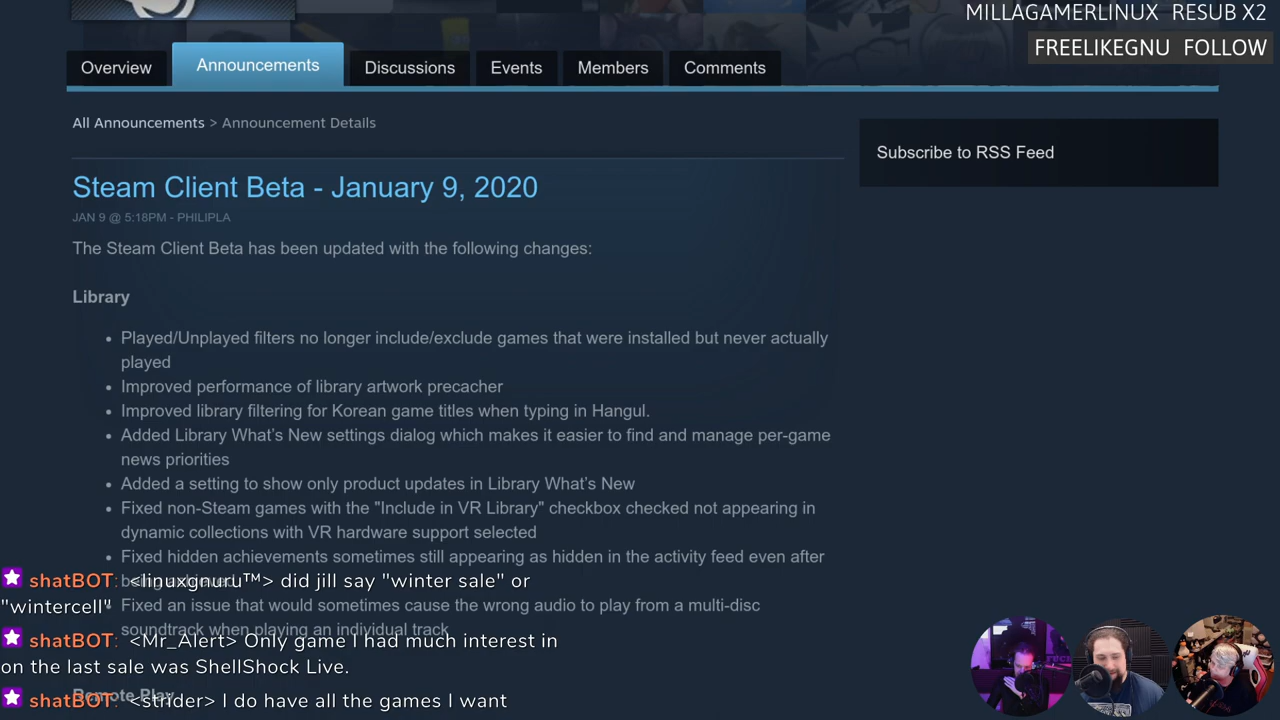 MILLAGAMERLINUX RESUB X2
FREELIKEGNU FOLLOW
Overview
Announcements
Discussions
Events
Members
Comments
All Announcements > Announcement Details
Subscribe to RSS Feed
Steam Client Beta - January 9, 2020
JAN 9 @ 5:18PM - PHILIPLA
The Steam Client Beta has been updated with the following changes:
Library
• Played/Unplayed filters no longer include/exclude games that were installed but never actually
played
• Improved performance of library artwork precacher
• Improved library filtering for Korean game titles when typing in Hangul.
• Added Library What's New settings dialog which makes it easier to find and manage per-game
news priorities
• Added a setting to show only product updates in Library What's New
• Fixed non-Steam games with the "Include in VR Library" checkbox checked not appearing in
dynamic collections with VR hardware support selected
• Fixed hidden achievements sometimes still appearing as hidden in the activity feed even after
shatBOT: <linuxgnuru™> did jill say "winter sale" or
"wintercell"
• Fixed an issue that would sometimes cause the wrong audio to play from a multi-disc
soundtrack when playing an individual track
shatBOT: <Mr_Alert> Only game I had much interest in
on the last sale was ShellShock Live.
Remote Play
shatBOT: <strider> I do have all the games I want